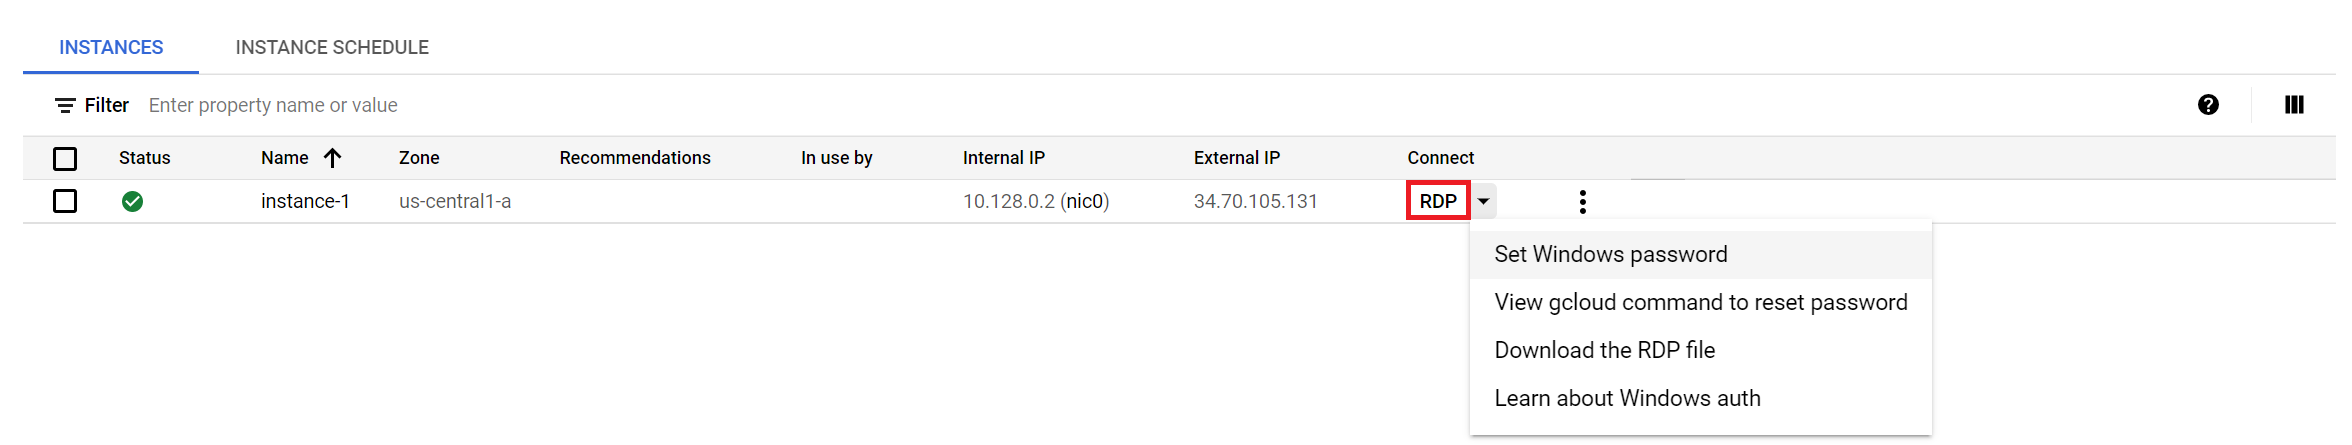 INSTANCES INSTANCE SCHEDULE
Filter Enter property name or value
Status Name Zone Recommendations In use by Internal IP External IP Connect
instance-1 us-central1-a 10.128.0.2 (nic0) 34.70.105.131 RDP
Set Windows password
View gcloud command to reset password
Download the RDP file
Learn about Windows auth